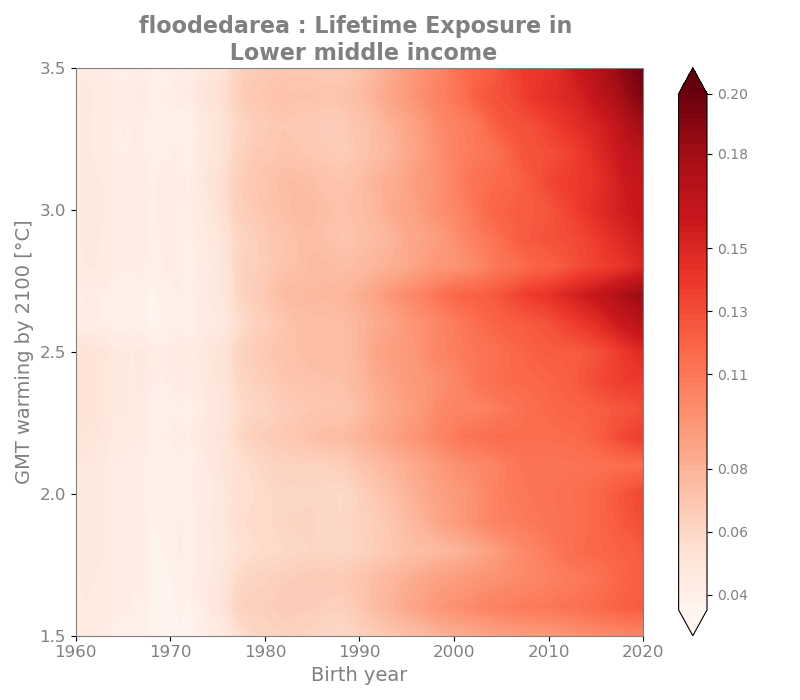 floodedarea : Lifetime Exposure in
Lower middle income
3.5
3.0
2.5
2.0
1.5
GMT warming by 2100 [°C]
1960 1970 1980 1990 2000 2010 2020
Birth year
0.20
0.18
0.15
0.13
0.11
0.08
0.06
0.04